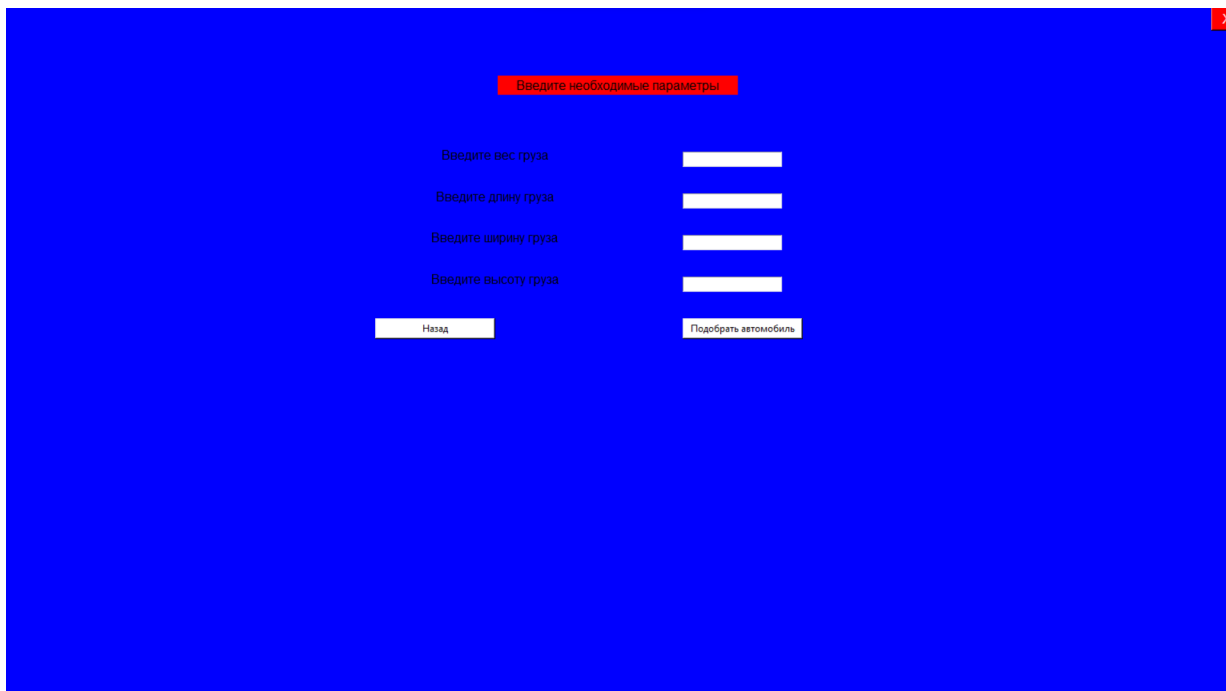 X
Введите необходимые параметры
Введите вес груза
Введите длину груза
Введите ширину груза
Введите высоту груза
Назад
Подобрать автомобиль